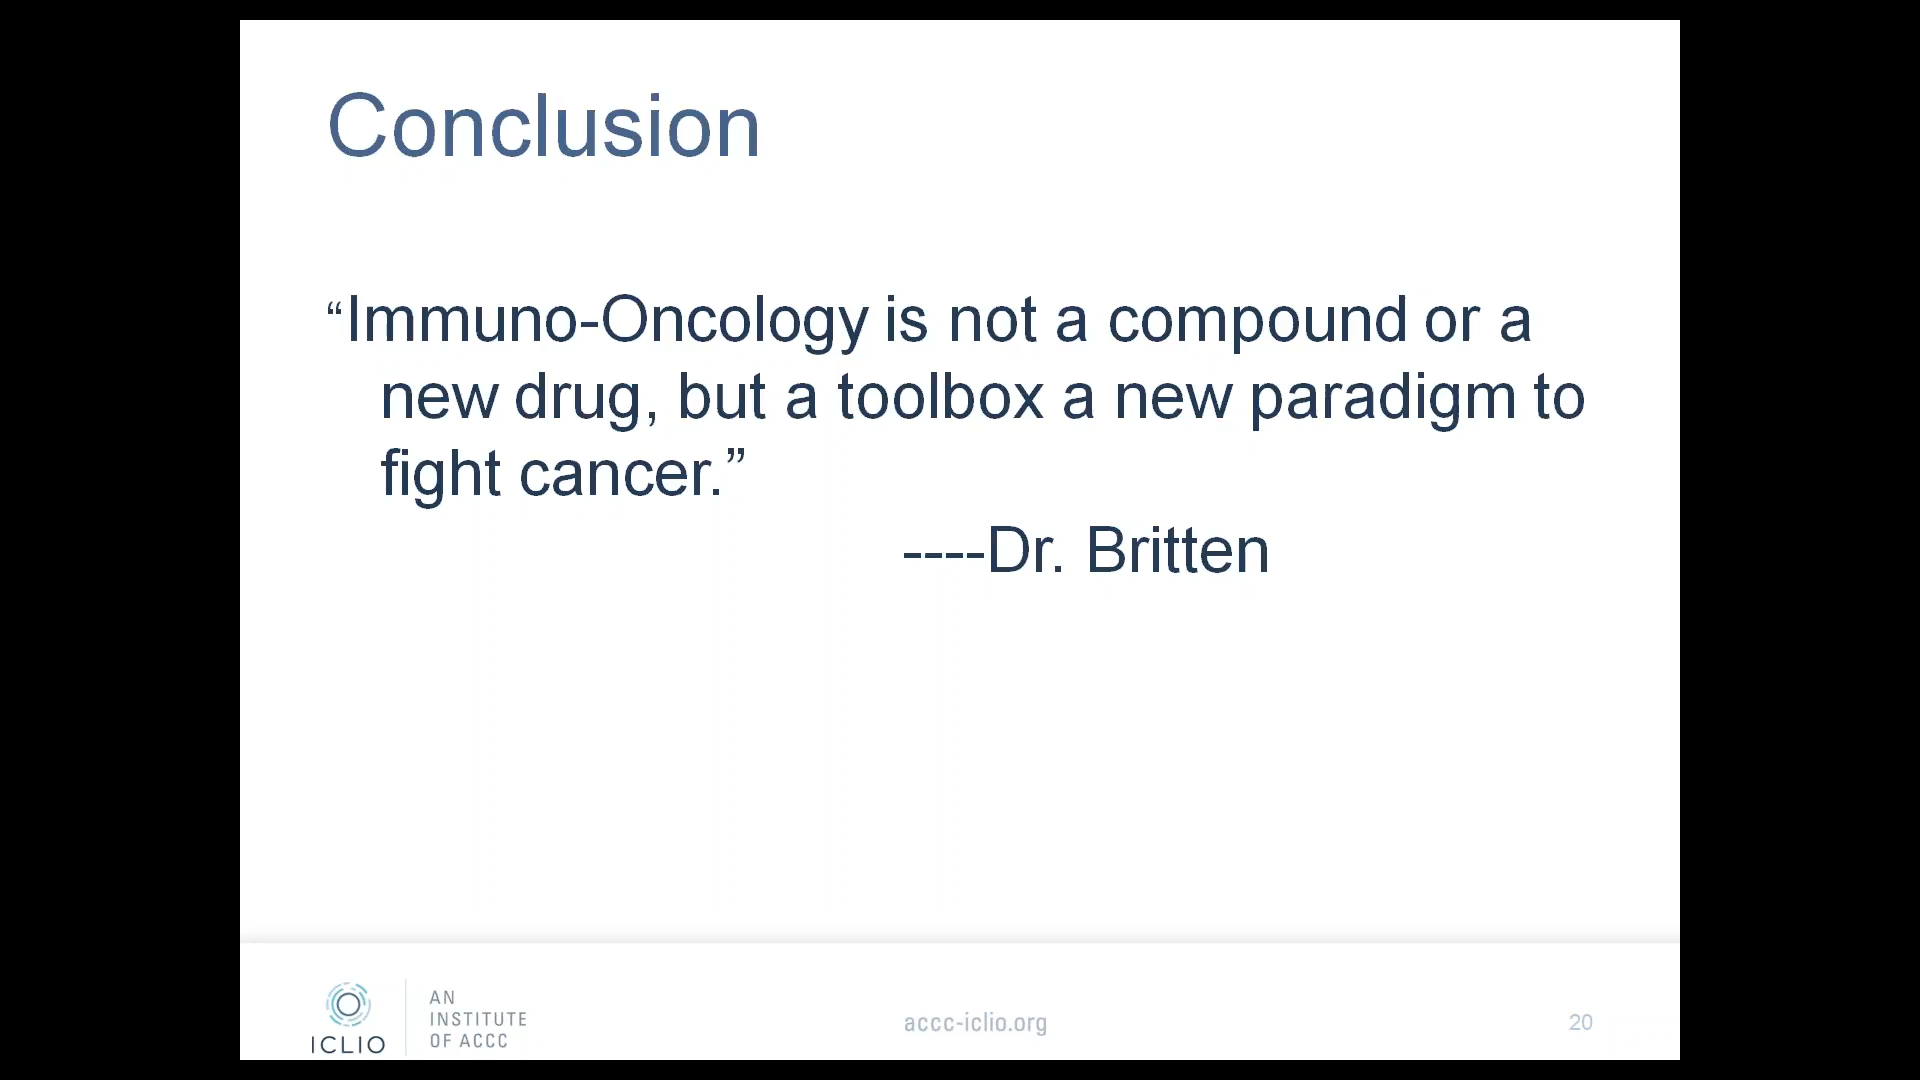 Conclusion
“Immuno-Oncology is not a compound or a
new drug, but a toolbox a new paradigm to
fight cancer.”
----Dr. Britten
ICLIO
AN
INSTITUTE
OF ACCC
accc-iclio.org
20